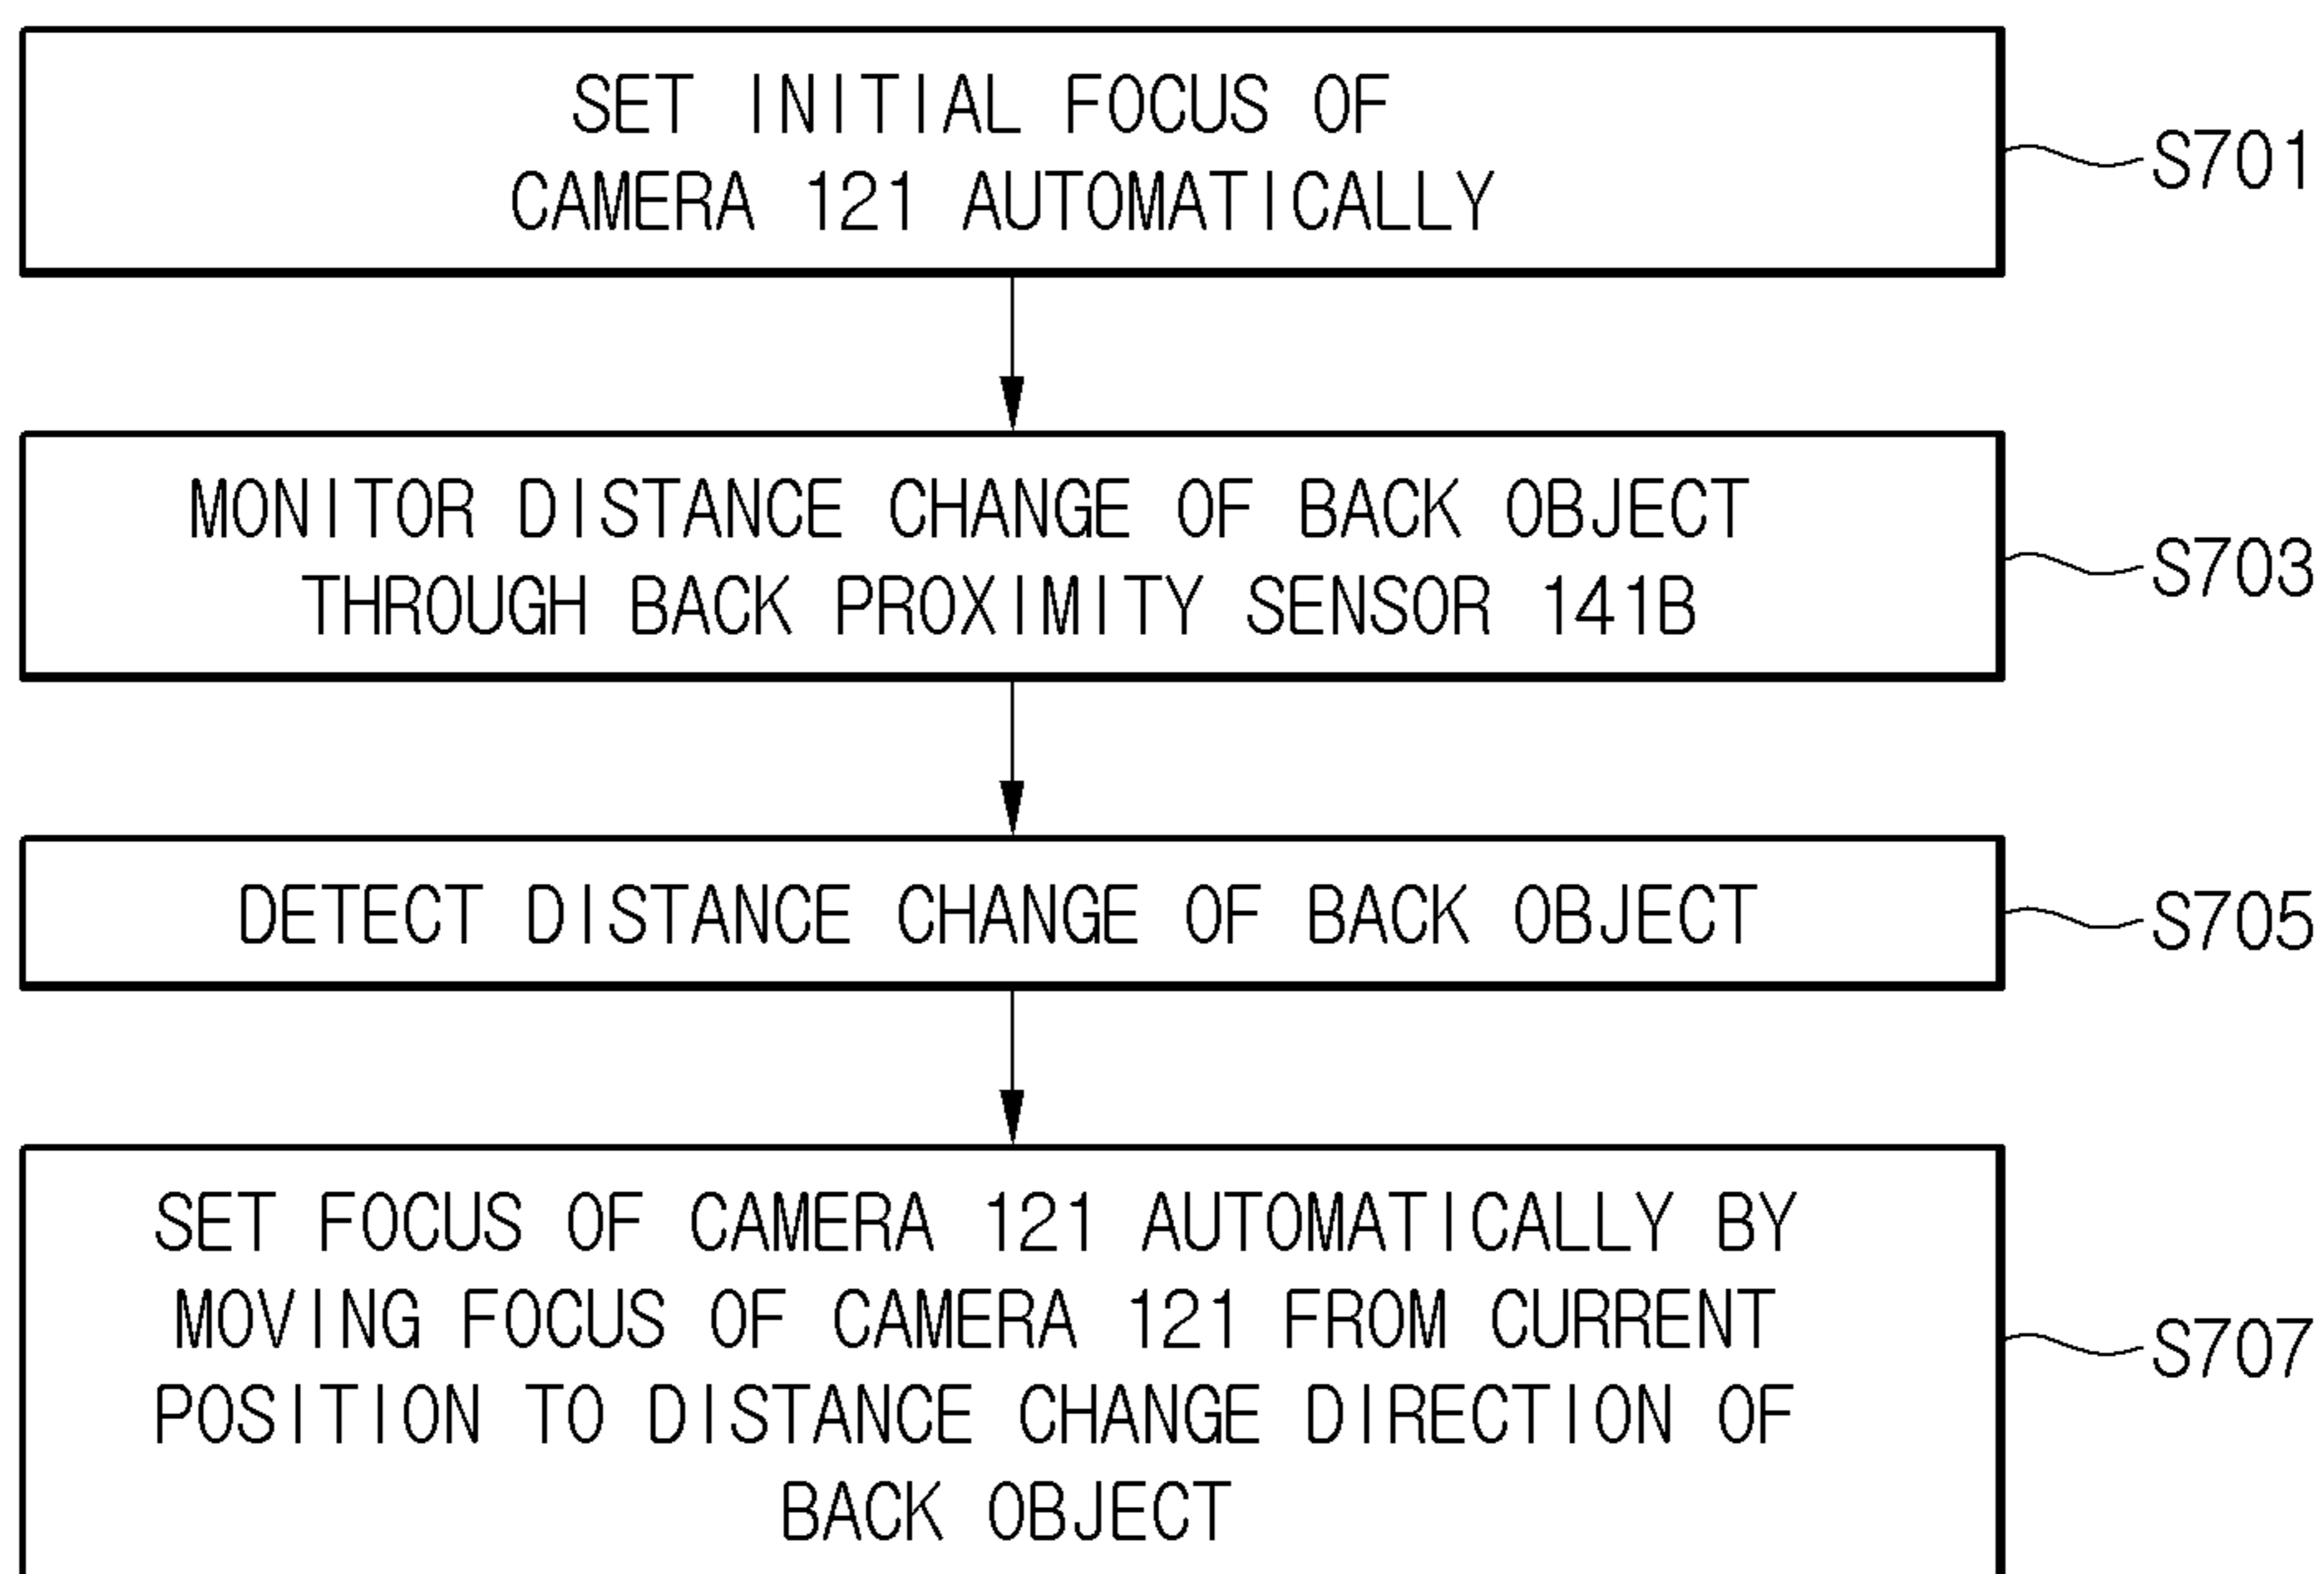 SET INITIAL FOCUS OF
CAMERA 121 AUTOMATICALLY
S701
MONITOR DISTANCE CHANGE OF BACK OBJECT
THROUGH BACK PROXIMITY SENSOR 141B
S703
DETECT DISTANCE CHANGE OF BACK OBJECT
S705
SET FOCUS OF CAMERA 121 AUTOMATICALLY BY
MOVING FOCUS OF CAMERA 121 FROM CURRENT
POSITION TO DISTANCE CHANGE DIRECTION OF
BACK OBJECT
S707